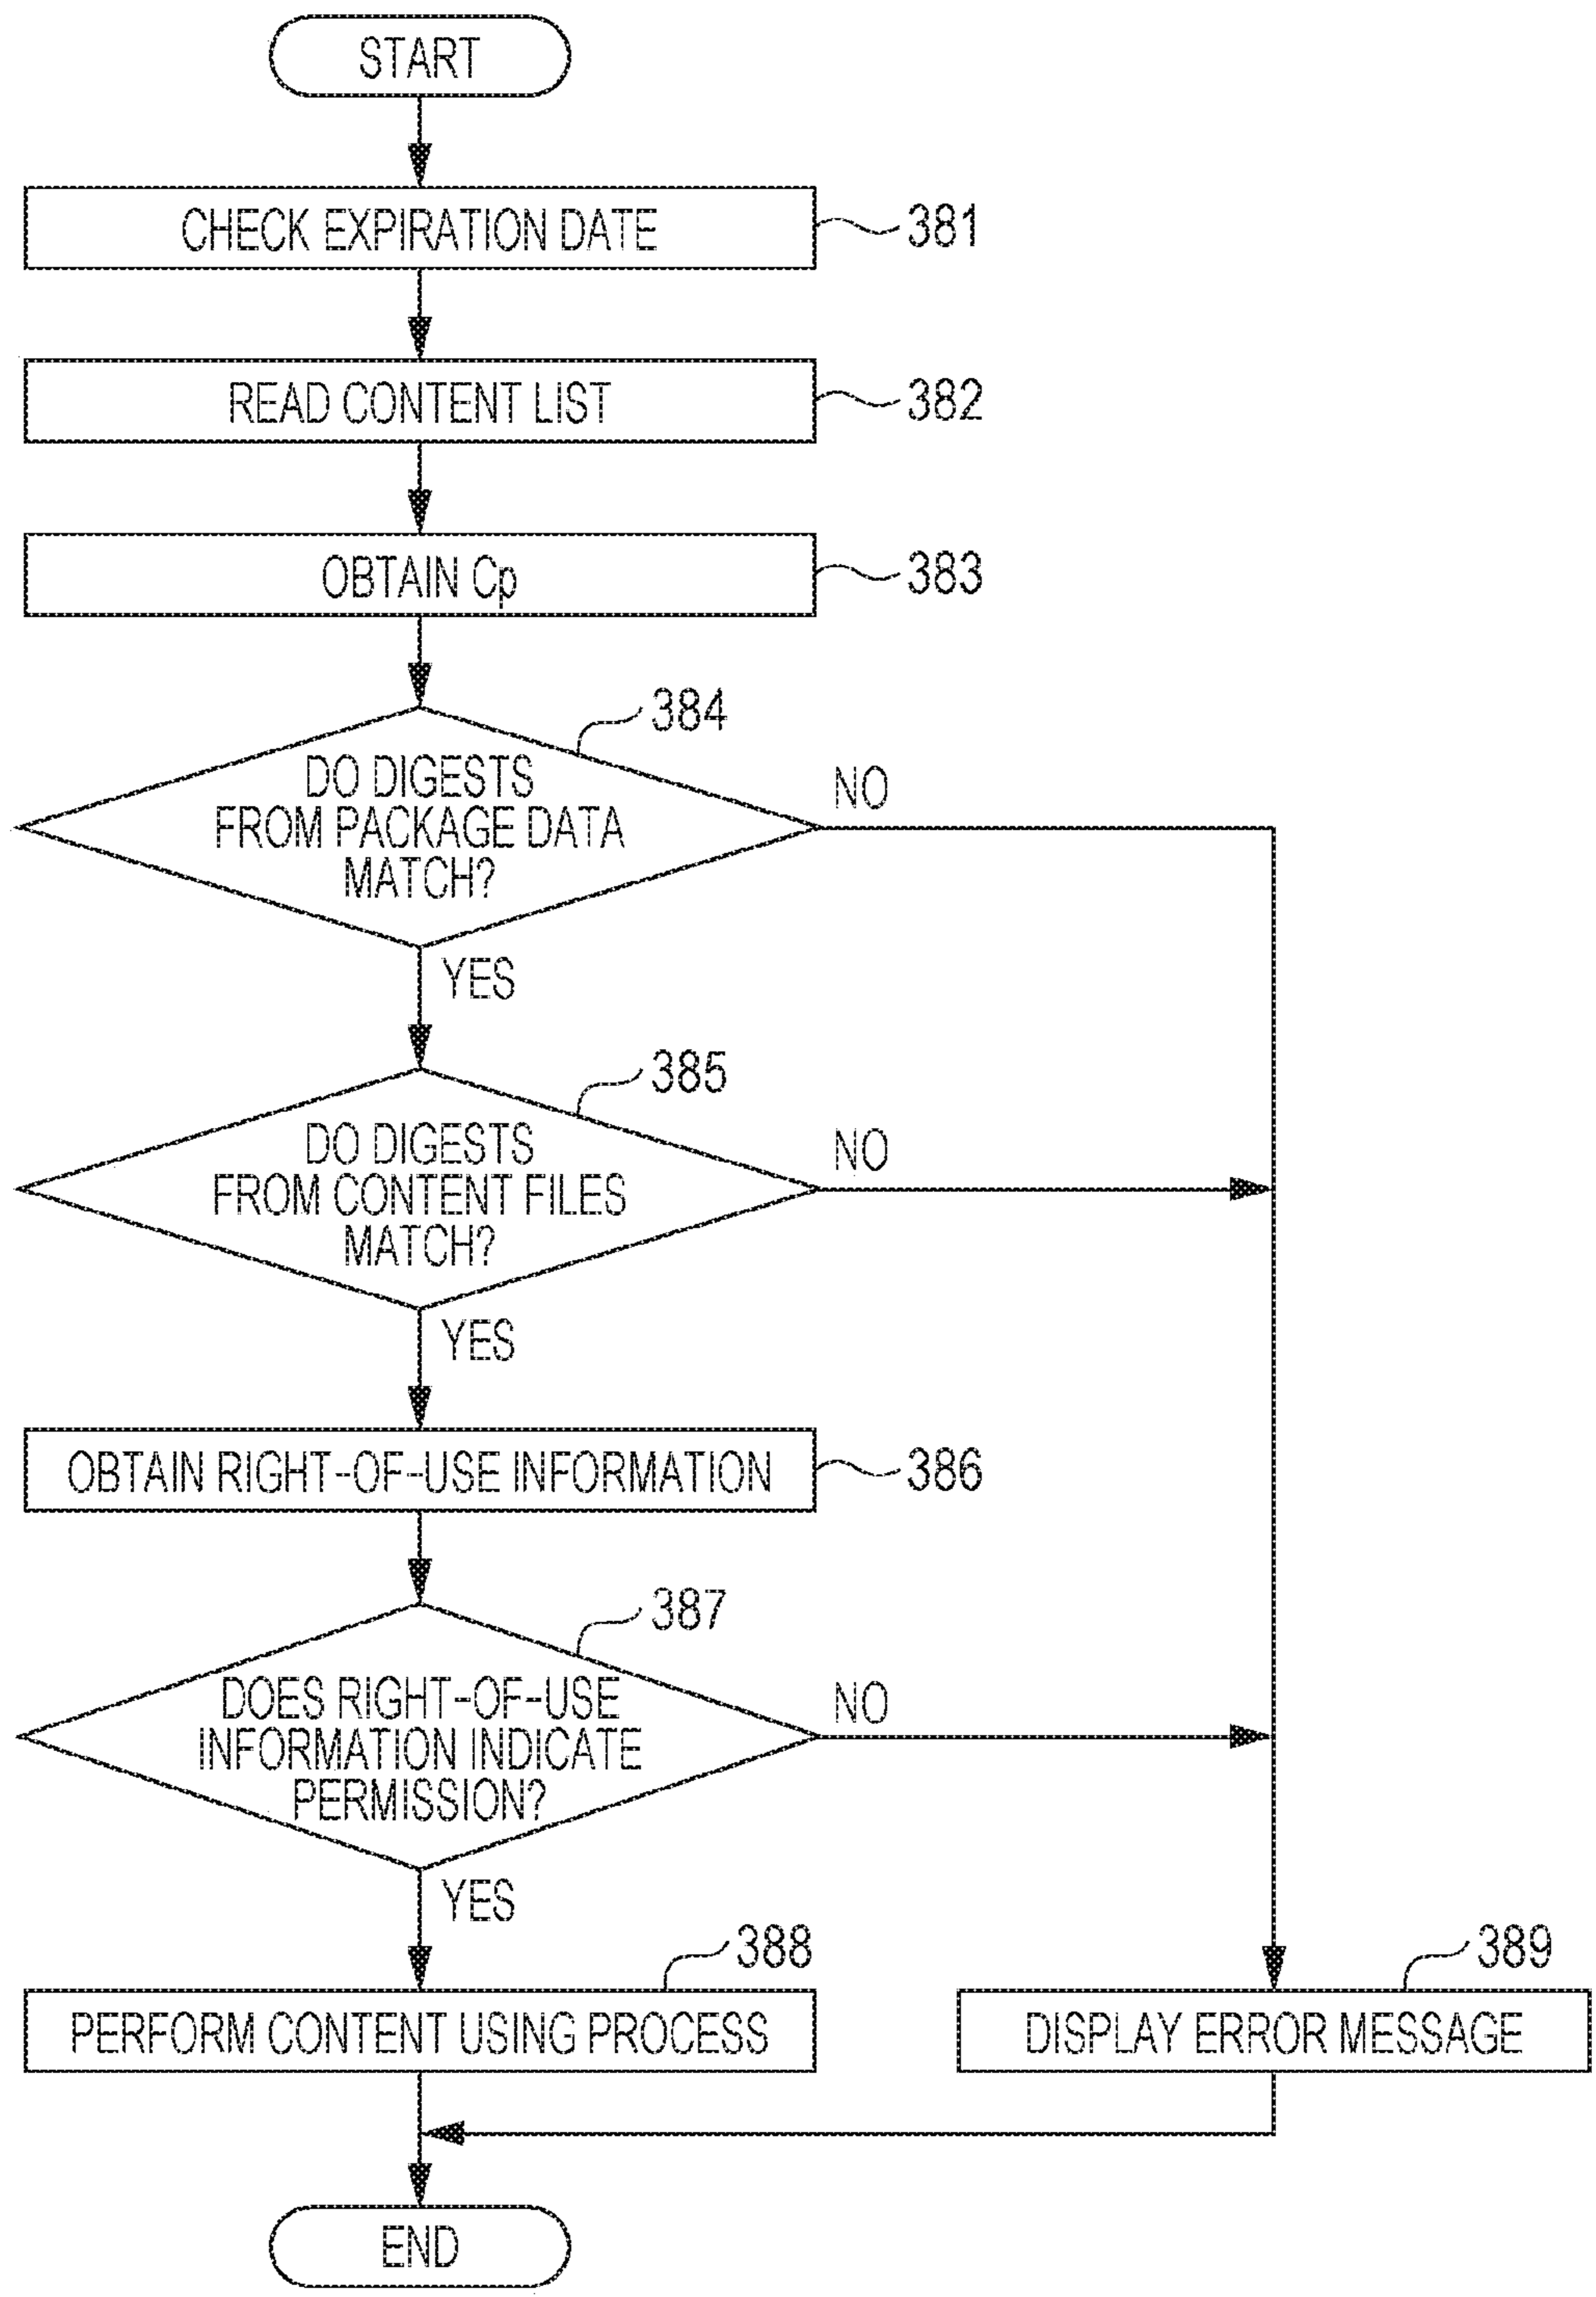 START
CHECK EXPIRATION DATE
381
READ CONTENT LIST
382
OBTAIN Cp
383
384
DO DIGESTS
FROM PACKAGE DATA
MATCH?
NO
YES
385
DO DIGESTS
FROM CONTENT FILES
MATCH?
NO
YES
OBTAIN RIGHT-OF-USE INFORMATION
386
387
DOES RIGHT-OF-USE
INFORMATION INDICATE
PERMISSION?
NO
YES
388
PERFORM CONTENT USING PROCESS
389
DISPLAY ERROR MESSAGE
END